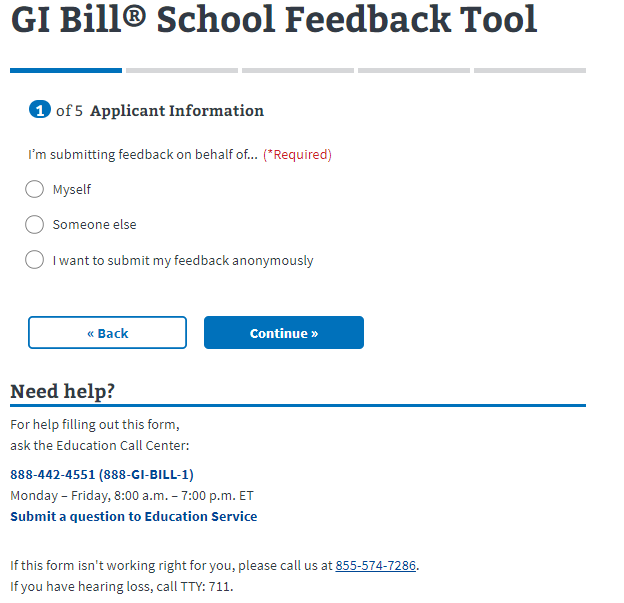 GI Bill® School Feedback Tool
1 of 5 Applicant Information
I'm submitting feedback on behalf of... (*Required)
Myself
Someone else
I want to submit my feedback anonymously
« Back
Continue »
Need help?
For help filling out this form,
ask the Education Call Center:
888-442-4551 (888-GI-BILL-1)
Monday – Friday, 8:00 a.m. – 7:00 p.m. ET
Submit a question to Education Service
If this form isn't working right for you, please call us at 855-574-7286.
If you have hearing loss, call TTY: 711.